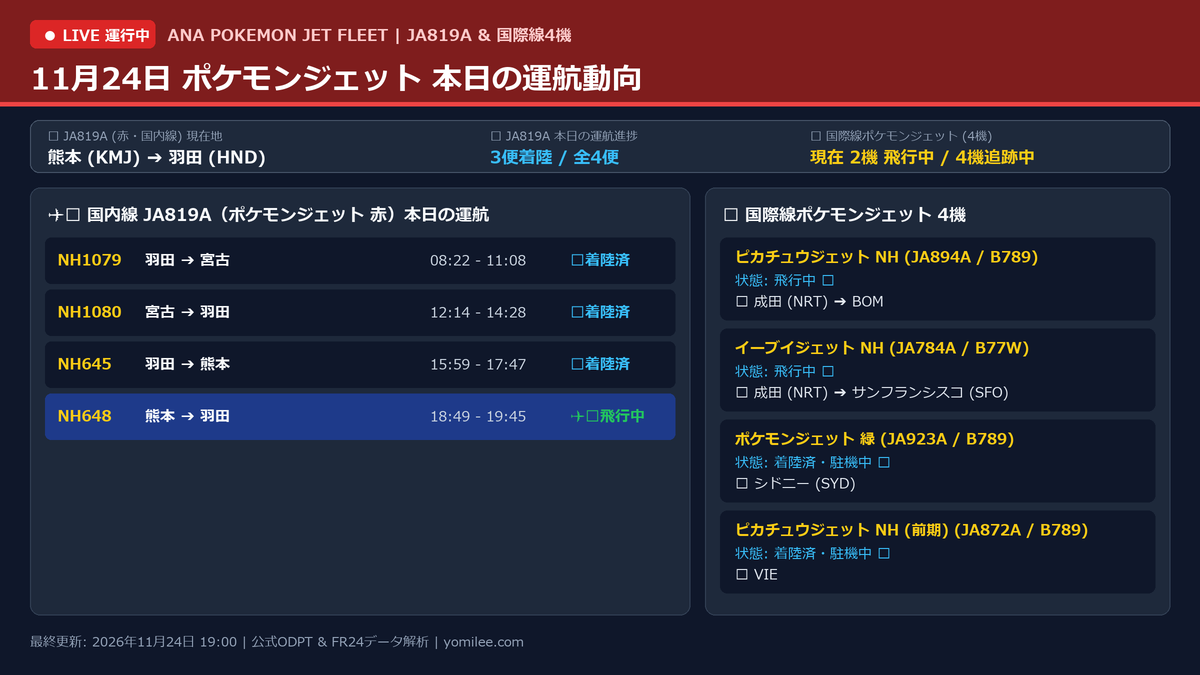 ● LIVE 運行中 ANA POKEMON JET FLEET | JA819A & 国際線4機
11月24日 ポケモンジェット 本日の運航動向
□ JA819A (赤・国内線) 現在地
熊本 (KMJ) → 羽田 (HND)
□ JA819A 本日の運航進捗
3便着陸 / 全4便
□ 国際線ポケモンジェット (4機)
現在 2機 飛行中 / 4機追跡中
✈□ 国内線 JA819A（ポケモンジェット 赤）本日の運航
NH1079 羽田 → 宮古 08:22 - 11:08 □着陸済
NH1080 宮古 → 羽田 12:14 - 14:28 □着陸済
NH645 羽田 → 熊本 15:59 - 17:47 □着陸済
NH648 熊本 → 羽田 18:49 - 19:45 ✈□飛行中
□ 国際線ポケモンジェット 4機
ピカチュウジェット NH (JA894A / B789)
状態: 飛行中 □
□ 成田 (NRT) → BOM
イーブイジェット NH (JA784A / B77W)
状態: 飛行中 □
□ 成田 (NRT) → サンフランシスコ (SFO)
ポケモンジェット 緑 (JA923A / B789)
状態: 着陸済・駐機中 □
□ シドニー (SYD)
ピカチュウジェット NH (前期) (JA872A / B789)
状態: 着陸済・駐機中 □
□ VIE
最終更新: 2026年11月24日 19:00 | 公式ODPT & FR24データ解析 | yomilee.com